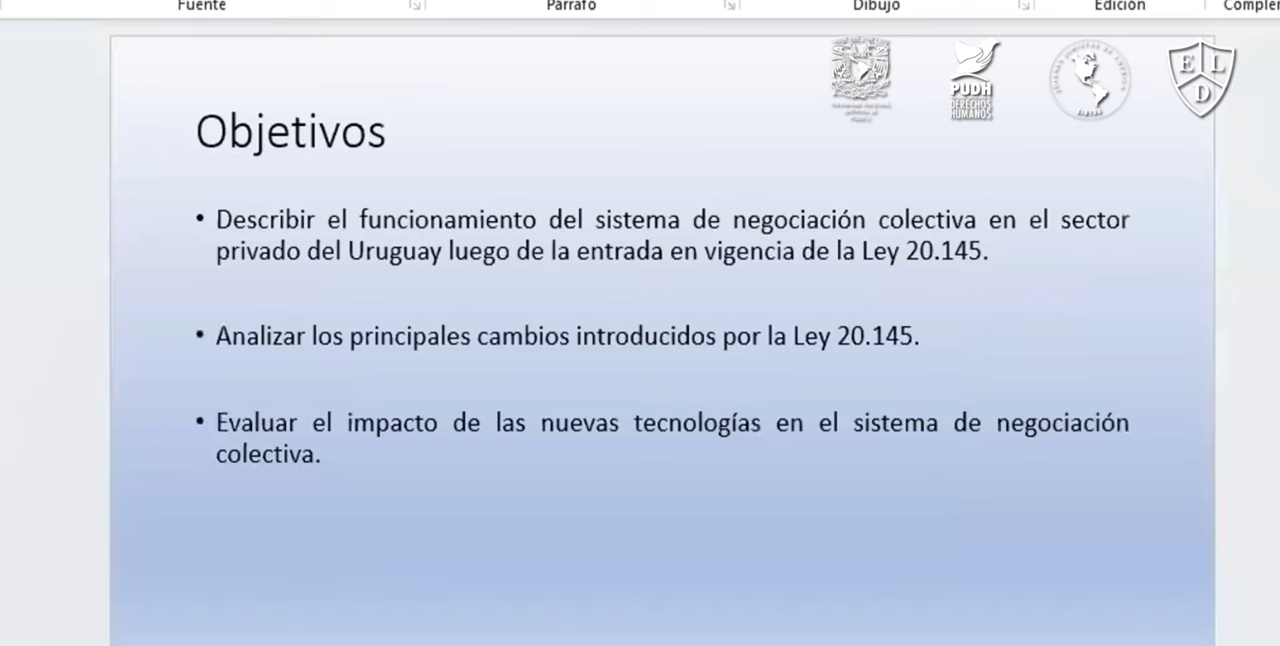 Fuente
Párrafo
Dibujo
Edición
PUDH
DERECHOS
HUMANOS
E L
D
Objetivos
• Describir el funcionamiento del sistema de negociación colectiva en el sector
privado del Uruguay luego de la entrada en vigencia de la Ley 20.145.
• Analizar los principales cambios introducidos por la Ley 20.145.
• Evaluar el impacto de las nuevas tecnologías en el sistema de negociación
colectiva.